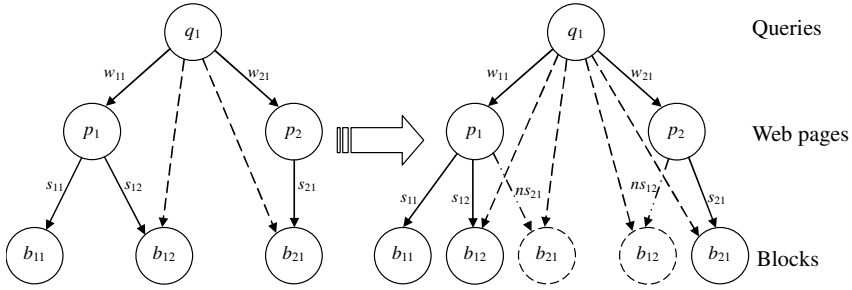 q1 q1 Queries
w11 w21 w11 w21
p1 p2 p1 p2 Web pages
s11 s12 s21 s11 s12 ns21 ns12 s21
b11 b12 b21 b11 b12 b21 b12 b21 Blocks